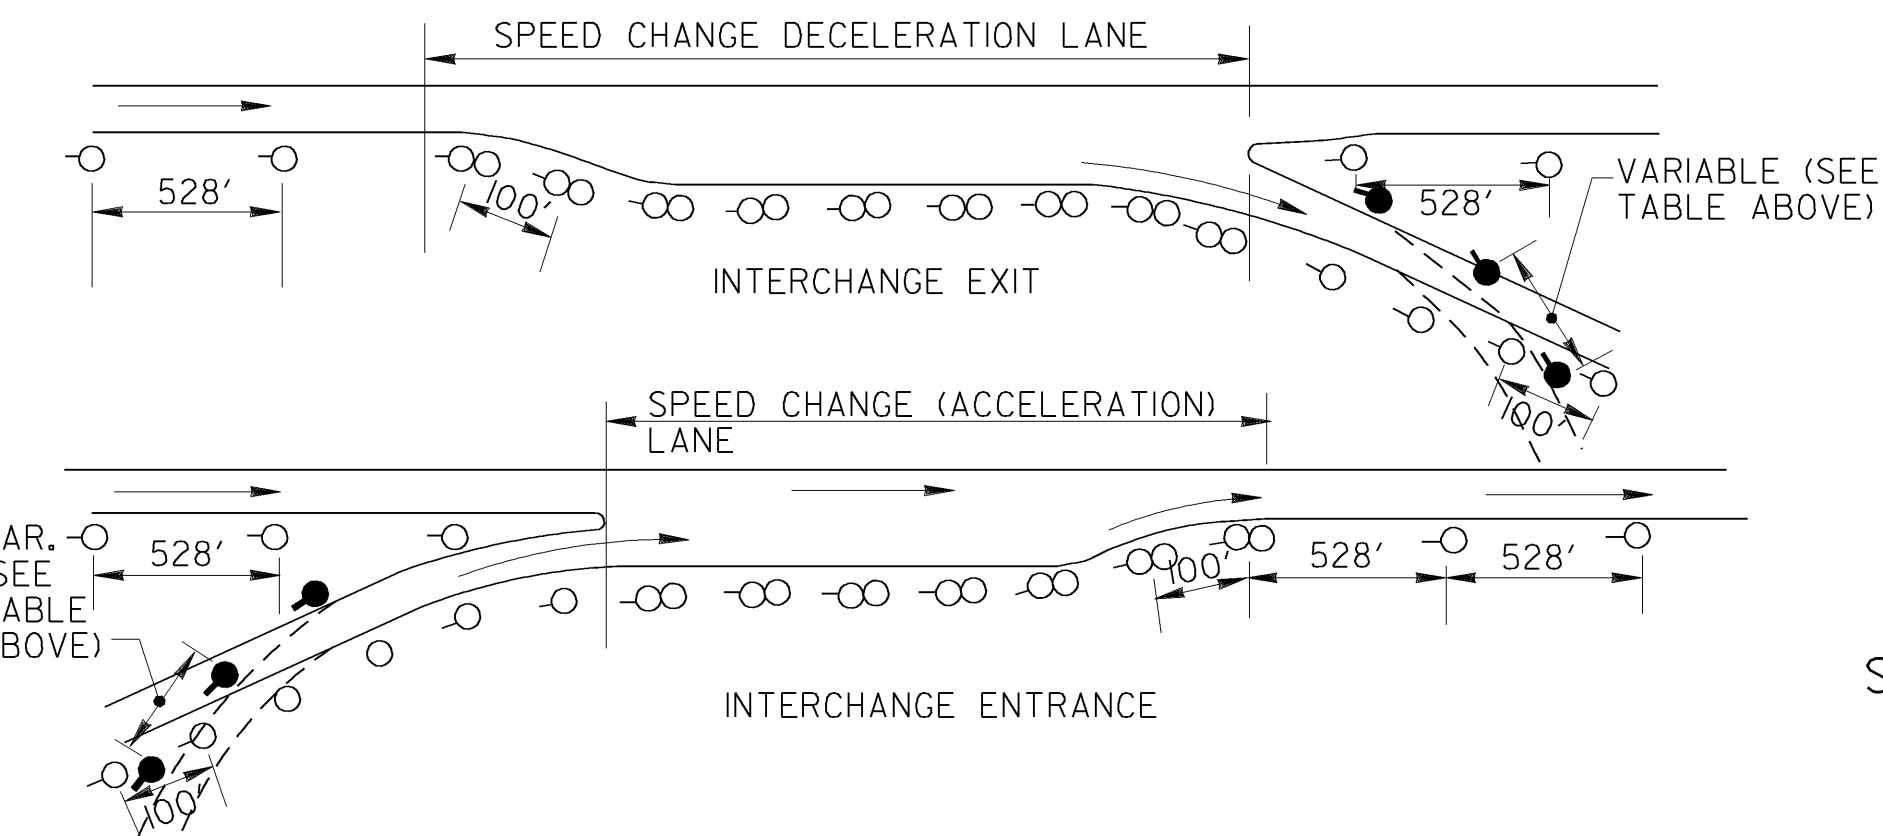 SPEED CHANGE DECELERATION LANE
528'
100'
528'
VARIABLE (SEE
TABLE ABOVE)
INTERCHANGE EXIT
100'
SPEED CHANGE (ACCELERATION)
LANE
AR.
SEE
ABLE
BOVE)
528'
100'
528'
528'
INTERCHANGE ENTRANCE
S
100'